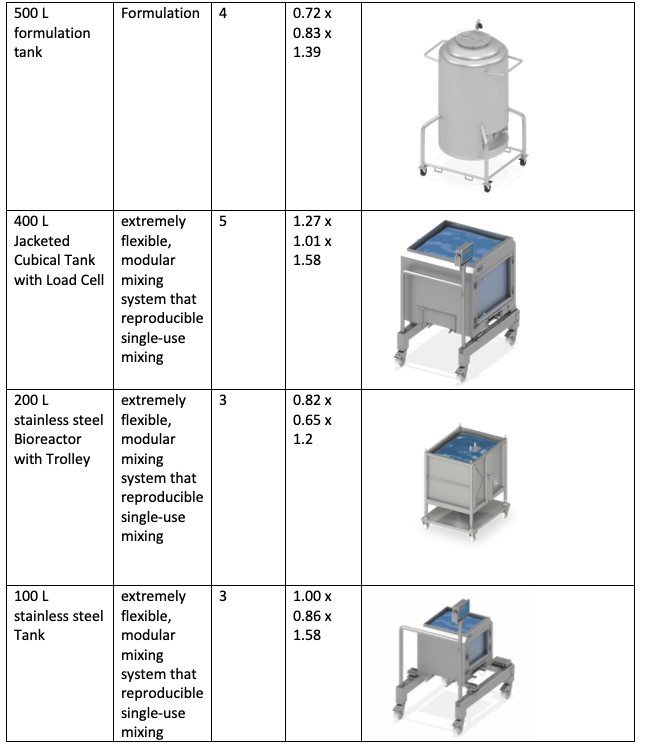 500 L
formulation
tank
Formulation
4
0.72 x
0.83 x
1.39
400 L
Jacketed
Cubical Tank
with Load Cell
extremely
flexible,
modular
mixing
system that
reproducible
single-use
mixing
5
1.27 x
1.01 x
1.58
200 L
stainless steel
Bioreactor
with Trolley
extremely
flexible,
modular
mixing
system that
reproducible
single-use
mixing
3
0.82 x
0.65 x
1.2
100 L
stainless steel
Tank
extremely
flexible,
modular
mixing
system that
reproducible
single-use
mixing
3
1.00 x
0.86 x
1.58